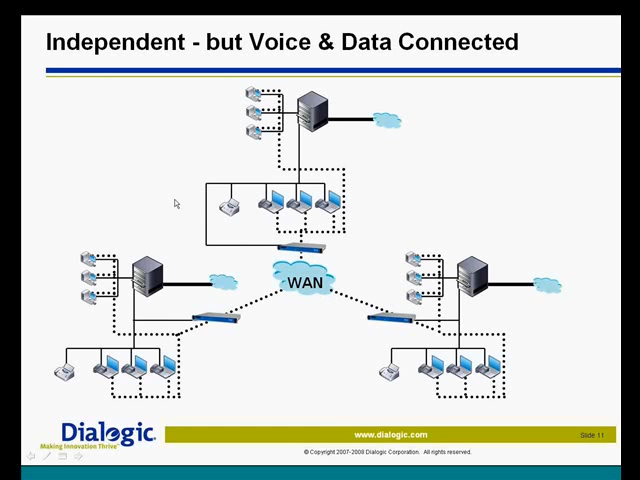 Independent - but Voice & Data Connected
WAN
Dialogic.
Making Innovation Thrive™
www.dialogic.com
Slide 11
© Copyright 2007-2008 Dialogic Corporation. All rights reserved.